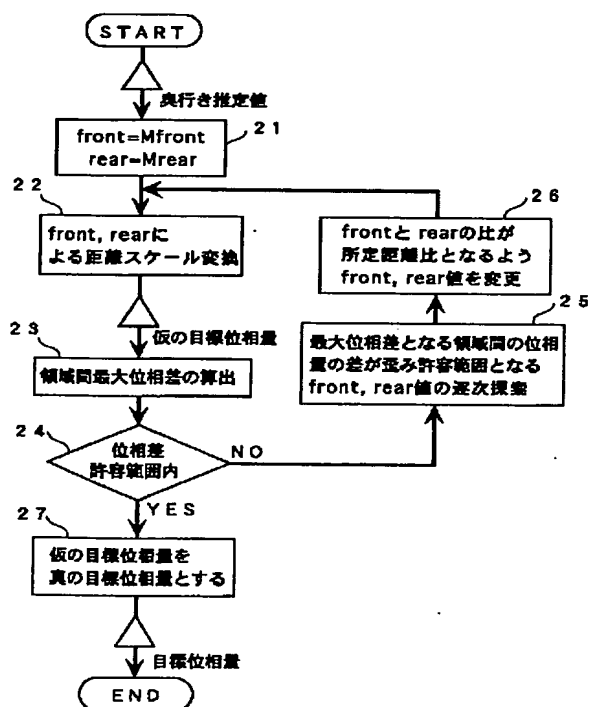 START
奥行き推定値
21
front=Mfront
rear=Mrear
22
front, rearに
よる距離スケール変換
仮の目標位相量
23
領域間最大位相差の算出
24
位相差
許容範囲内
NO
YES
25
最大位相差となる領域間の位相
量の差が歪み許容範囲となる
front, rear値の逐次探索
26
frontと rearの比が
所定距離比となるよう
front, rear値を変更
27
仮の目標位相量を
真の目標位相量とする
目標位相量
END